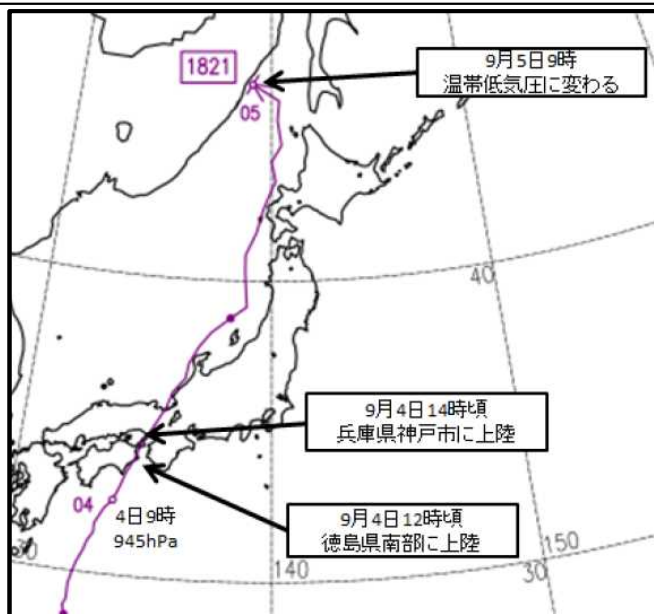 1821
9月5日9時
温帯低気圧に変わる
05
40
9月4日14時頃
兵庫県神戸市に上陸
04
4日9時
945hPa
9月4日12時頃
徳島県南部に上陸
30
140
30
150